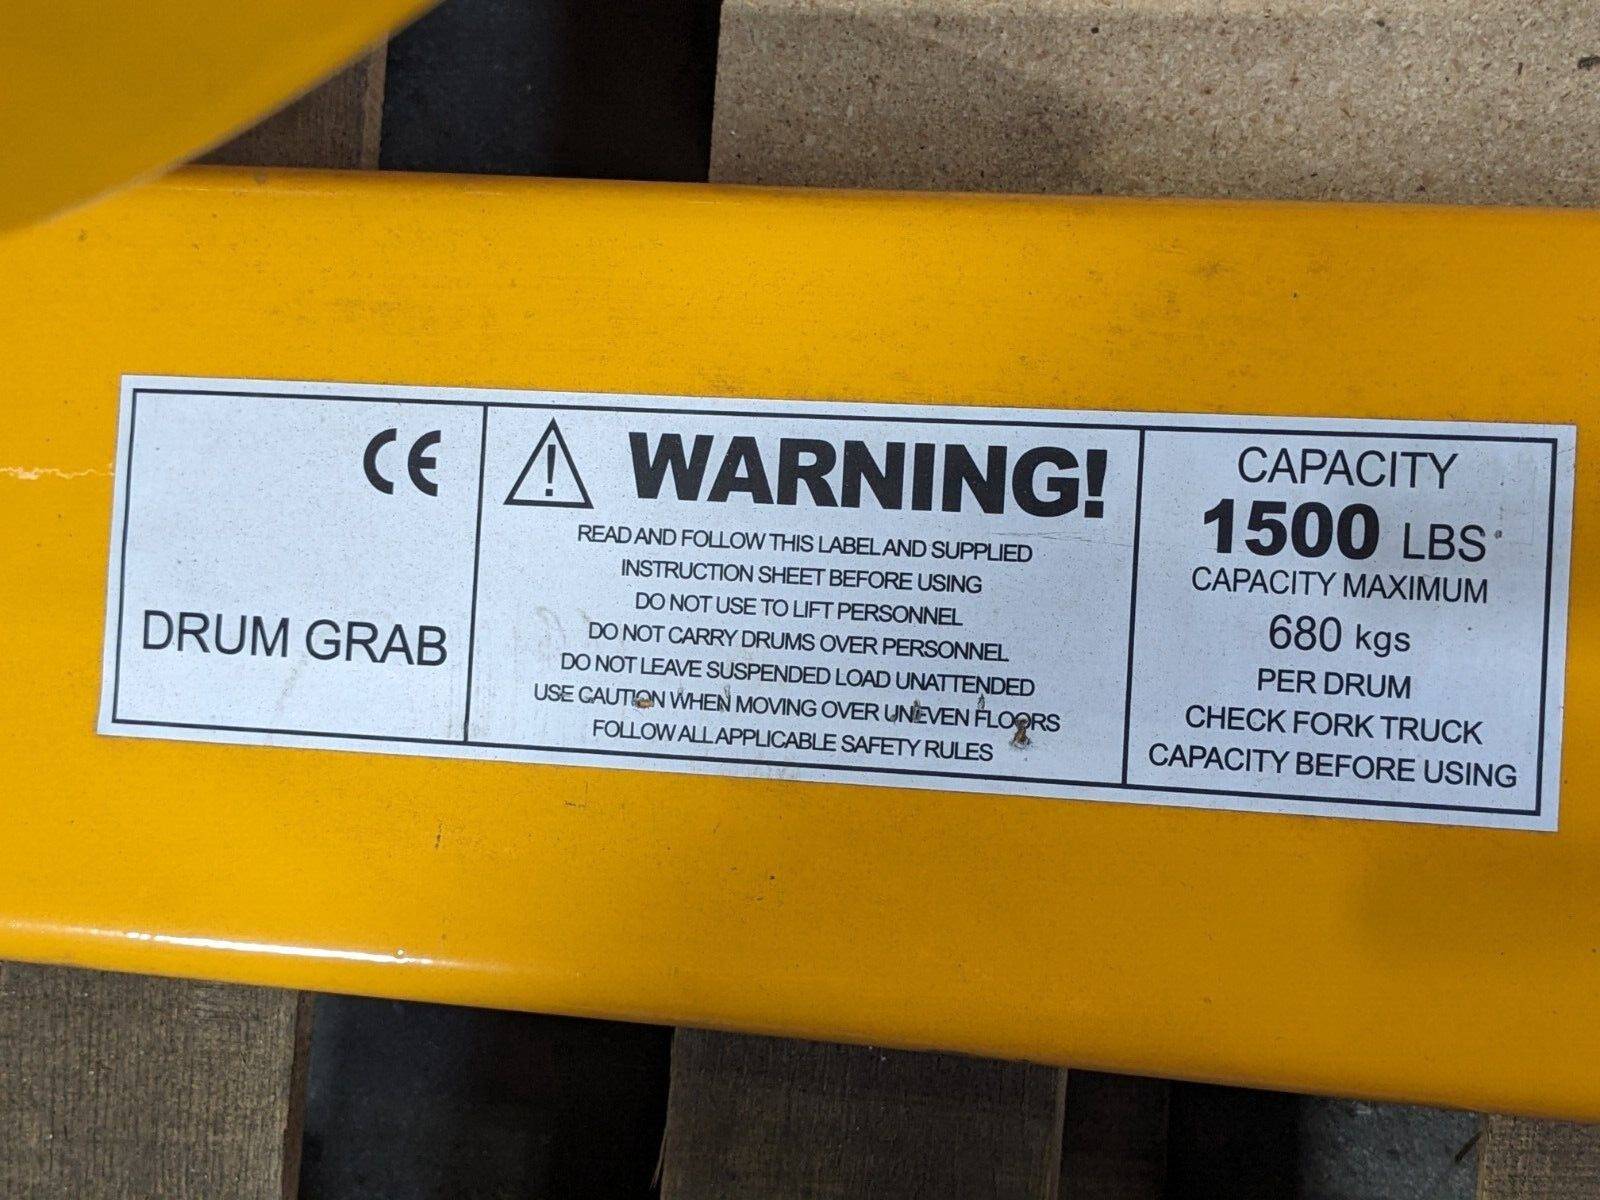 CE
DRUM GRAB
WARNING!
READ AND FOLLOW THIS LABEL AND SUPPLIED
INSTRUCTION SHEET BEFORE USING
DO NOT USE TO LIFT PERSONNEL
DO NOT CARRY DRUMS OVER PERSONNEL
DO NOT LEAVE SUSPENDED LOAD UNATTENDED
USE CAUTION WHEN MOVING OVER UNEVEN FLOORS
FOLLOW ALL APPLICABLE SAFETY RULES
CAPACITY
1500 LBS
CAPACITY MAXIMUM
680 kgs
PER DRUM
CHECK FORK TRUCK
CAPACITY BEFORE USING